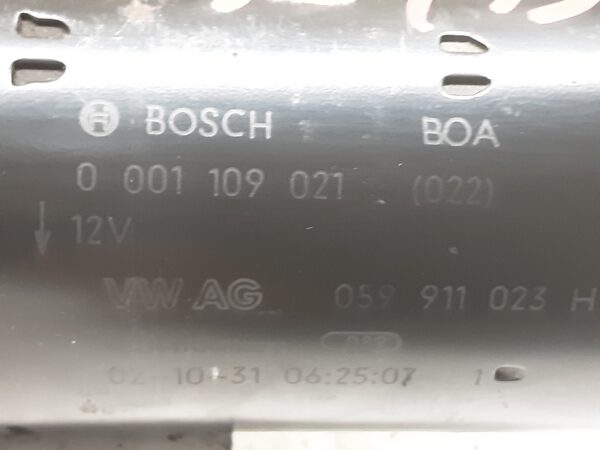 BOSCH BOA
0 001 109 021 (022)
12V
VW AG 059 911 023 H
02-10-31 06:25:07 1